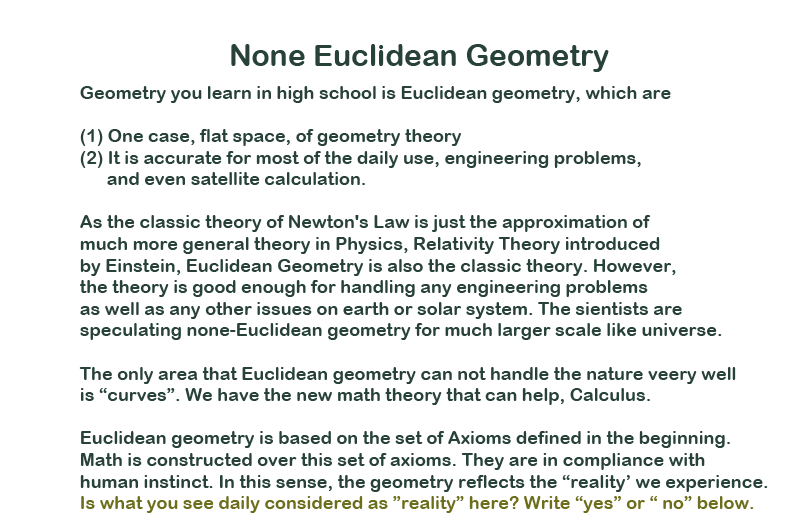 None Euclidean Geometry
Geometry you learn in high school is Euclidean geometry, which are
(1) One case, flat space, of geometry theory
(2) It is accurate for most of the daily use, engineering problems,
and even satellite calculation.
As the classic theory of Newton's Law is just the approximation of
much more general theory in Physics, Relativity Theory introduced
by Einstein, Euclidean Geometry is also the classic theory. However,
the theory is good enough for handling any engineering problems
as well as any other issues on earth or solar system. The sientists are
speculating none-Euclidean geometry for much larger scale like universe.
The only area that Euclidean geometry can not handle the nature veery well
is “curves”. We have the new math theory that can help, Calculus.
Euclidean geometry is based on the set of Axioms defined in the beginning.
Math is constructed over this set of axioms. They are in compliance with
human instinct. In this sense, the geometry reflects the “reality’ we experience.
Is what you see daily considered as ”reality” here? Write “yes” or “ no” below.